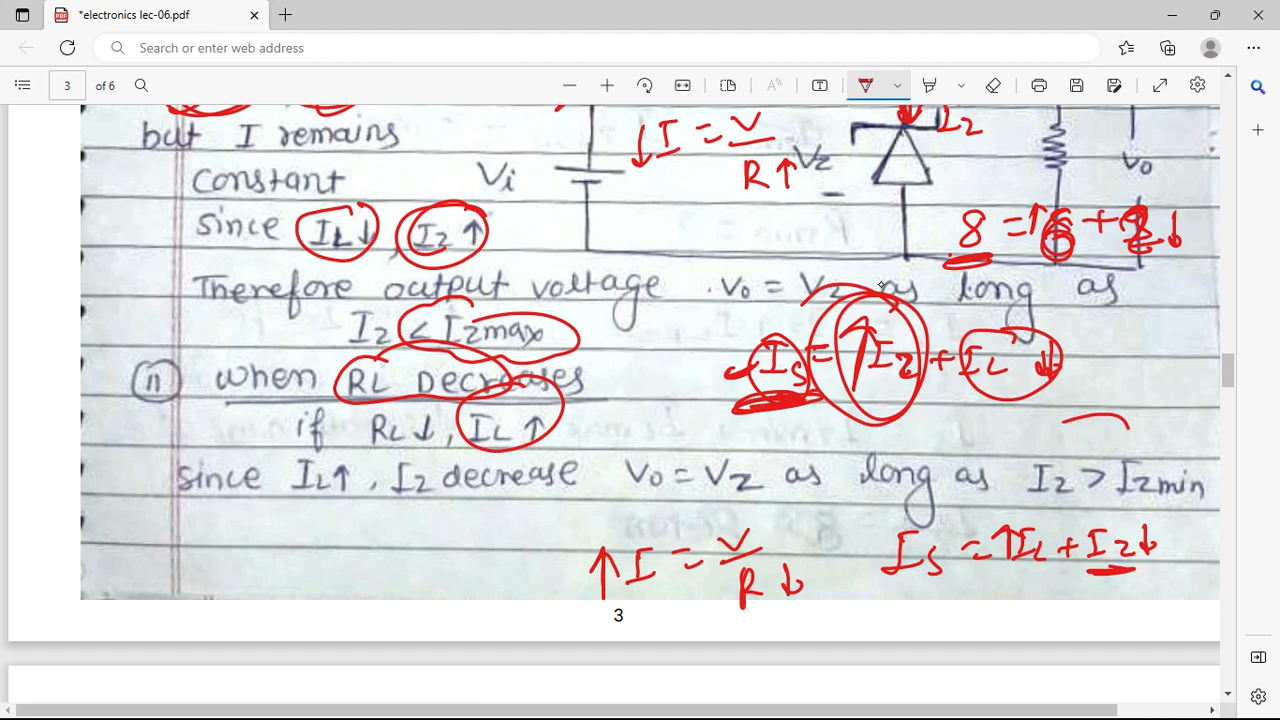 *electronics lec-06.pdf
Search or enter web address
3 of 6
but I remains
Constant
since IL↓, IZ↑
Therefore output voltage . Vo = VZ as long as
IZ < IZmax
(ii) when RL Decreases
if RL↓, IL↑
since IL↑, IZ decrease Vo = VZ as long as IZ > IZmin
Vi
VZ
Vo
IZ
↓I = V/R↑
8 =↑ + ↓
IS = ↑IZ + IL ↓
↑I = V/R ↓
IS = ↑IL + IZ↓
3